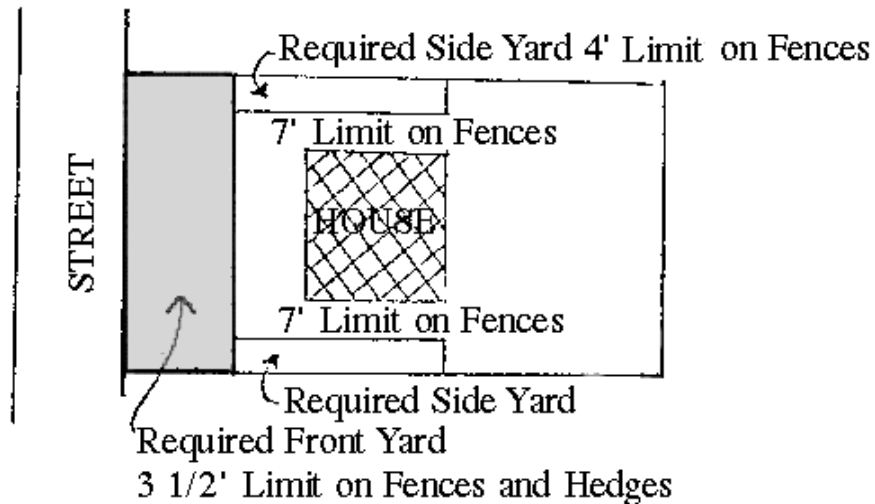 Required Side Yard 4' Limit on Fences
7' Limit on Fences
STREET
HOUSE
7' Limit on Fences
Required Side Yard
Required Front Yard
3 1/2' Limit on Fences and Hedges